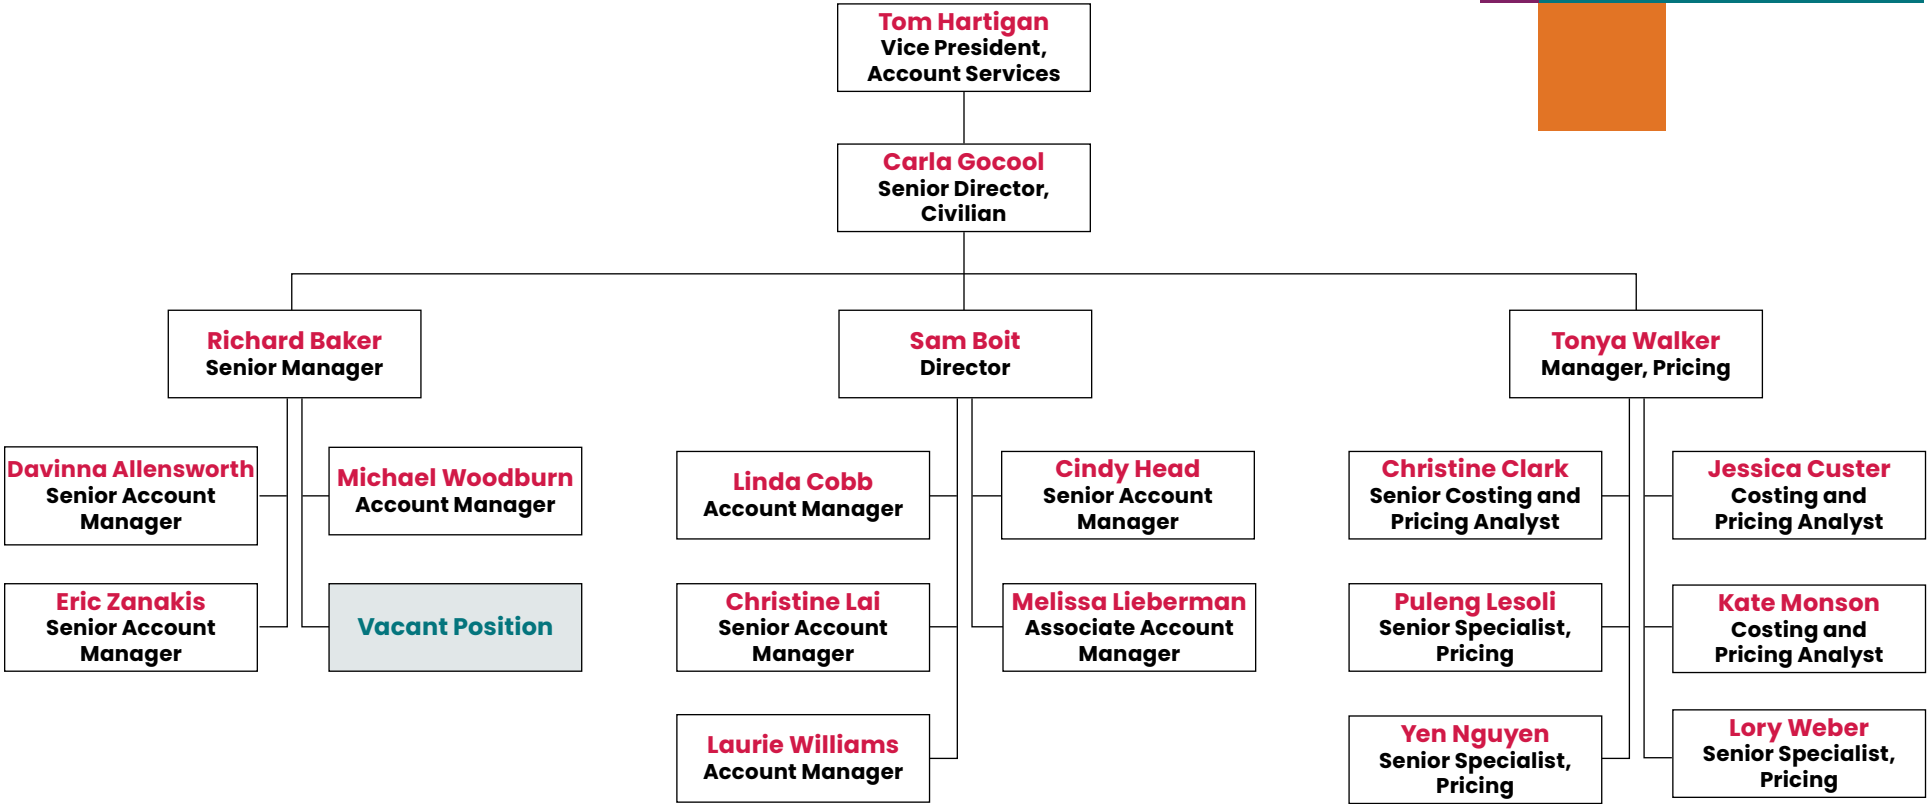 Tom Hartigan
Vice President,
Account Services
Carla Gocool
Senior Director,
Civilian
Richard Baker
Senior Manager
Sam Boit
Director
Tonya Walker
Manager, Pricing
Davinna Allensworth
Senior Account
Manager
Michael Woodburn
Account Manager
Linda Cobb
Account Manager
Cindy Head
Senior Account
Manager
Christine Clark
Senior Costing and
Pricing Analyst
Jessica Custer
Costing and
Pricing Analyst
Eric Zanakis
Senior Account
Manager
Vacant Position
Christine Lai
Senior Account
Manager
Melissa Lieberman
Associate Account
Manager
Puleng Lesoli
Senior Specialist,
Pricing
Kate Monson
Costing and
Pricing Analyst
Laurie Williams
Account Manager
Yen Nguyen
Senior Specialist,
Pricing
Lory Weber
Senior Specialist,
Pricing